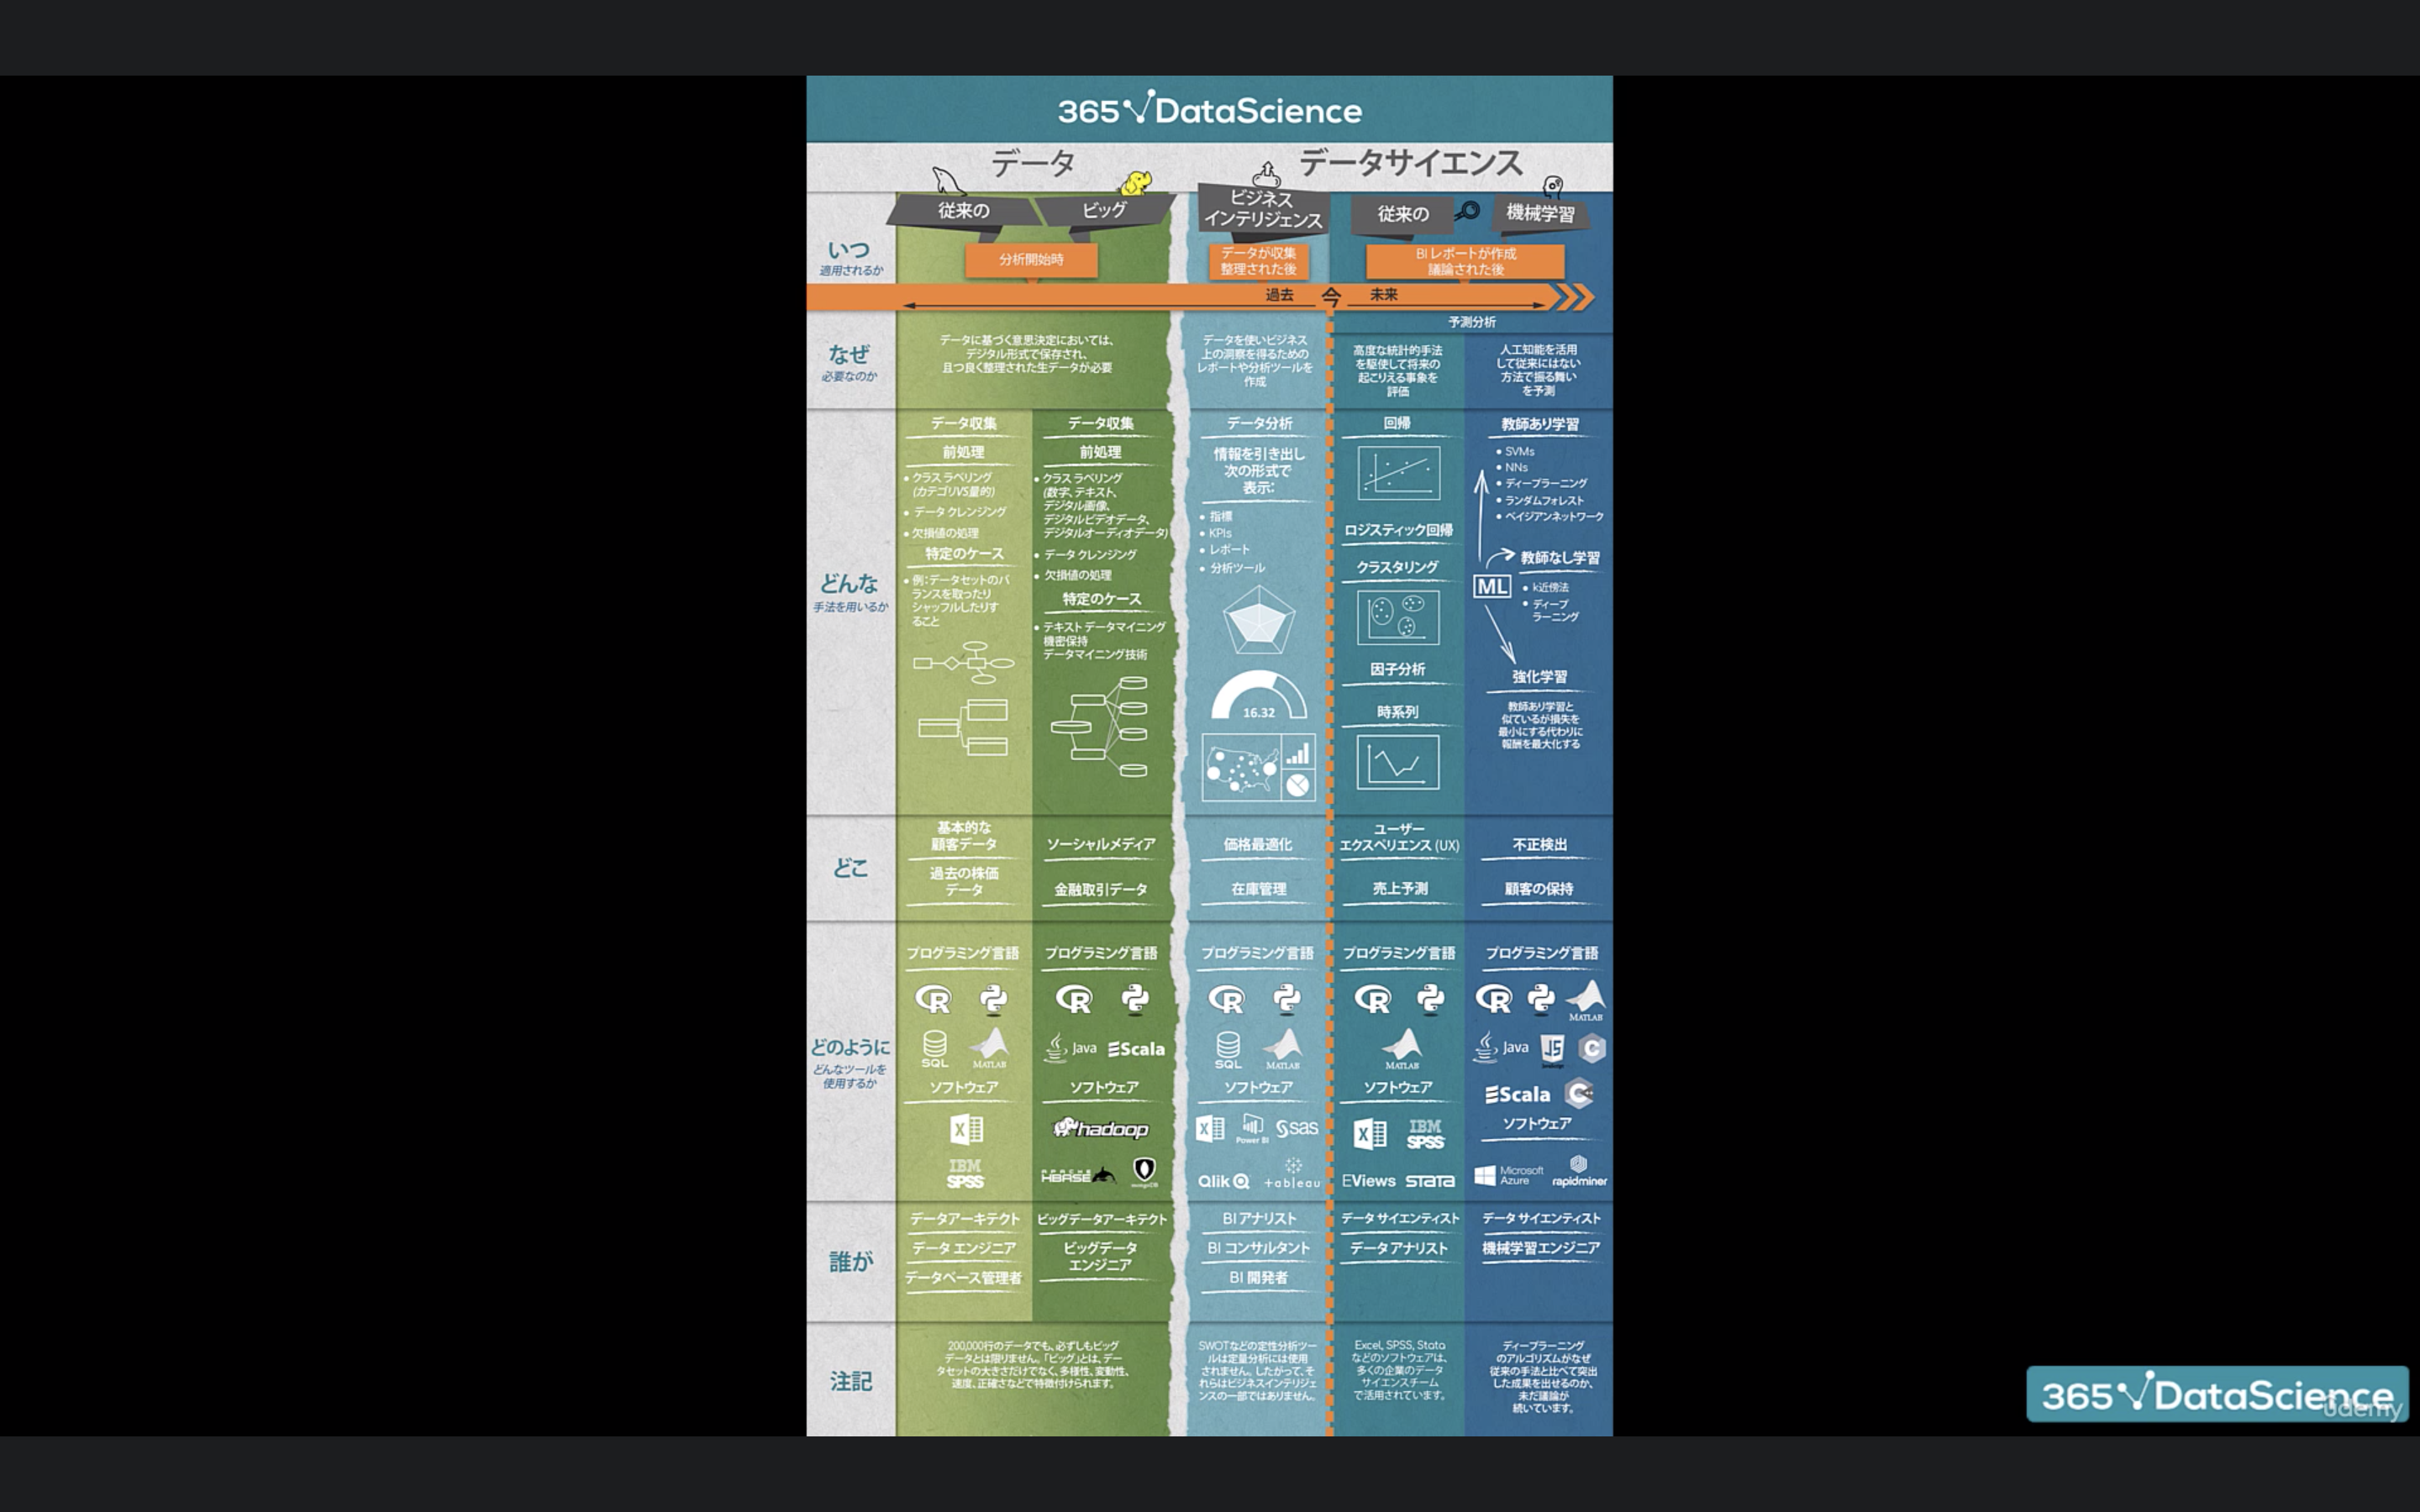 365 DataScience
データ
データサイエンス
従来の
ビッグ
ビジネス
インテリジェンス
従来の
機械学習
いつ
適用されるか
分析開始時
データが収集
整理された後
BI レポートが作成
議論された後
過去
今
未来
予測分析
なぜ
必要なのか
データに基づく意思決定においては、
デジタル形式で保存され、
且つ良く整理された生データが必要
データを使いビジネス
上の洞察を得るための
レポートや分析ツールを
作成
高度な統計的手法
を駆使して将来の
起こりえる事象を
評価
人工知能を活用
して従来にはない
方法で振る舞い
を予測
どんな
手法を用いるか
データ収集
前処理
• クラス ラベリング
(カテゴリVS量的)
• データ クレンジング
• 欠損値の処理
特定のケース
• 例:データセットのバ
ランスを取ったり
シャッフルしたりす
ること
データ収集
前処理
• クラス ラベリング
(数字、テキスト、
デジタル画像、
デジタルビデオデータ、
デジタルオーディオデータ)
• データ クレンジング
• 欠損値の処理
特定のケース
• テキスト データマイニング
機密保持
データマイニング技術
データ分析
情報を引き出し
次の形式で
表示:
• 指標
• KPIs
• レポート
• 分析ツール
16.32
回帰
ロジスティック回帰
クラスタリング
因子分析
時系列
教師あり学習
• SVMs
• NNs
• ディープラーニング
• ランダムフォレスト
• ベイジアンネットワーク
ML
教師なし学習
• k近傍法
• ディープ
ラーニング
強化学習
教師あり学習と
似ているが損失を
最小にする代わりに
報酬を最大化する
どこ
基本的な
顧客データ
過去の株価
データ
ソーシャルメディア
金融取引データ
価格最適化
在庫管理
ユーザー
エクスペリエンス (UX)
売上予測
不正検出
顧客の保持
どのように
どんなツールを
使用するか
プログラミング言語
R
SQL
MATLAB
ソフトウェア
X
IBM
SPSS
プログラミング言語
R
Java
Scala
ソフトウェア
hadoop
APACHE
HBASE
mongoDB
プログラミング言語
R
SQL
MATLAB
ソフトウェア
X
Power BI
sas
Qlik
+ableau
プログラミング言語
R
MATLAB
ソフトウェア
X
IBM
SPSS
EViews
STATA
プログラミング言語
R
MATLAB
Java
JS
JavaScript
C
Scala
C
ソフトウェア
Microsoft
Azure
rapidminer
誰が
データアーキテクト
データ エンジニア
データベース管理者
ビッグデータアーキテクト
ビッグデータ
エンジニア
BI アナリスト
BI コンサルタント
BI 開発者
データ サイエンティスト
データ アナリスト
データ サイエンティスト
機械学習エンジニア
注記
200,000行のデータでも、必ずしもビッグ
データとは限りません。「ビッグ」とは、デー
タセットの大きさだけでなく、多様性、変動性、
速度、正確さなどで特徴付けられます。
SWOTなどの定性分析ツー
ルは定量分析には使用
されません。したがって、そ
れらはビジネスインテリジェ
ンスの一部ではありません。
Excel, SPSS, Stata
などのソフトウェアは、
多くの企業のデータ
サイエンスチーム
で活用されています。
ディープラーニング
のアルゴリズムがなぜ
従来の手法と比べて突出
した成果を出せるのか、
未だ議論が
続いています。
365 DataScience
udemy